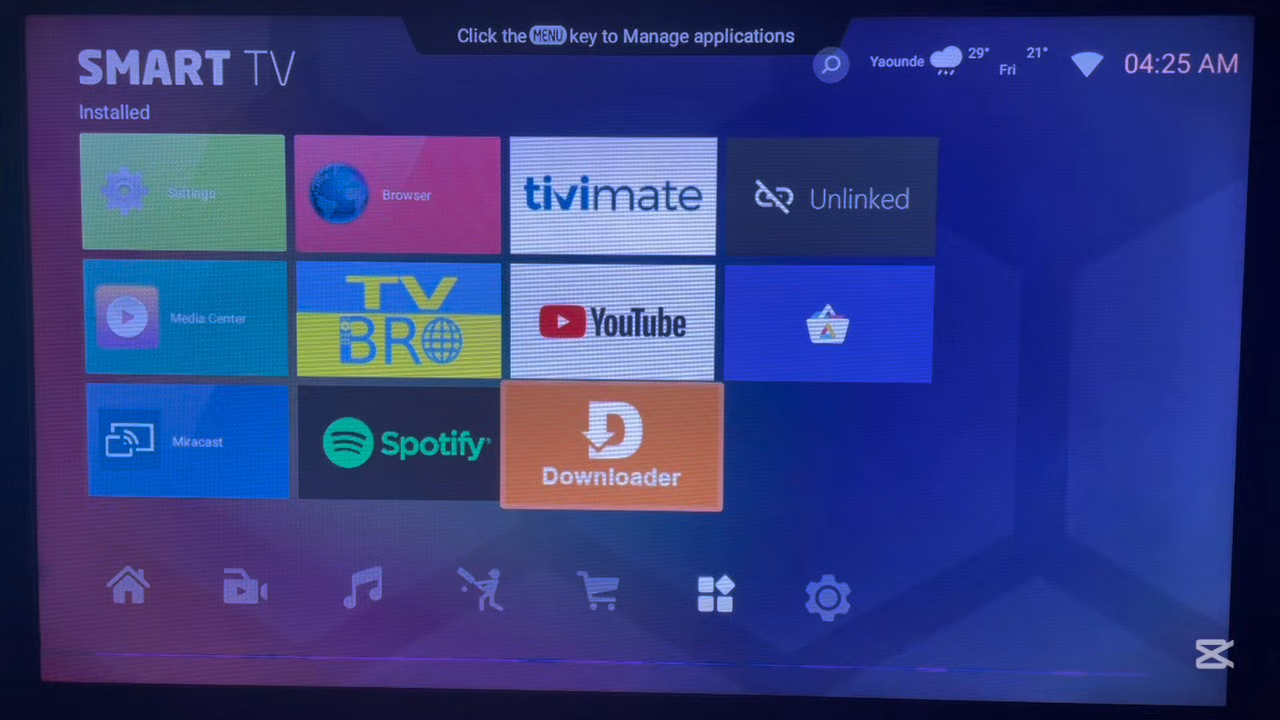 Click the MENU key to Manage applications
SMART TV
Yaounde 29° Fri 21° 04:25 AM
Installed
Settings
Browser
tivimate
Unlinked
Media Center
TV
BRO
YouTube
Miracast
Spotify
Downloader